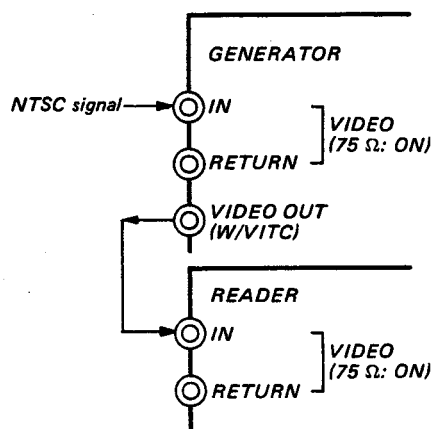 GENERATOR
NTSC signal
IN
VIDEO
(75 Ω: ON)
RETURN
VIDEO OUT
(W/VITC)
READER
IN
VIDEO
(75 Ω: ON)
RETURN